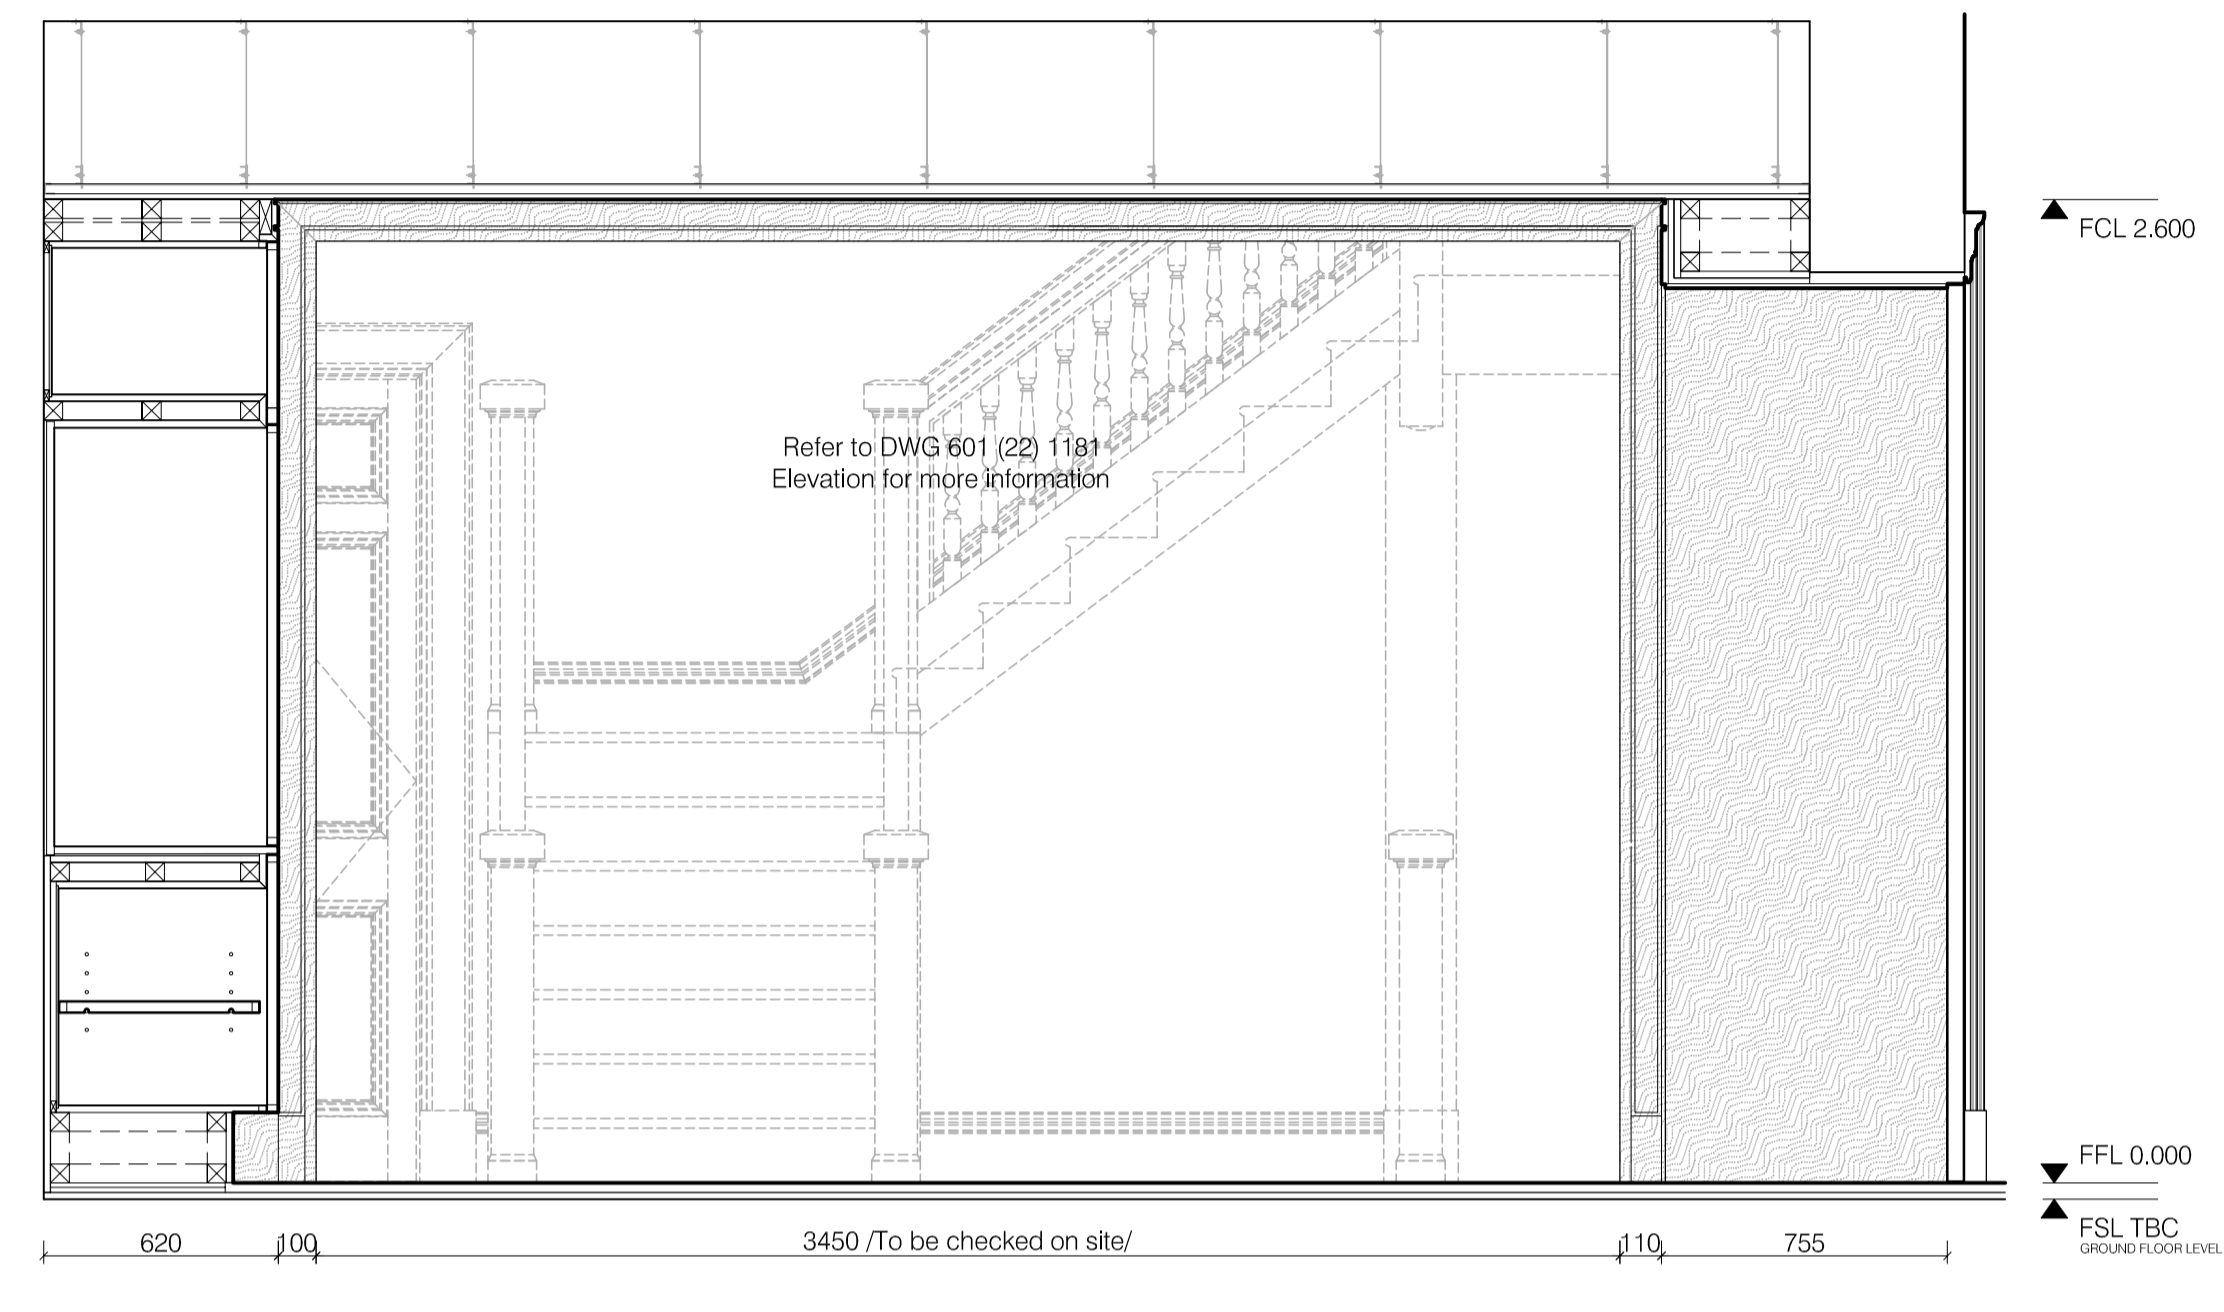 FCL 2.600
Refer to DWG 601 (22) 1181
Elevation for more information
FFL 0.000
FSL TBC
GROUND FLOOR LEVEL
620
100
3450 /To be checked on site/
110
755